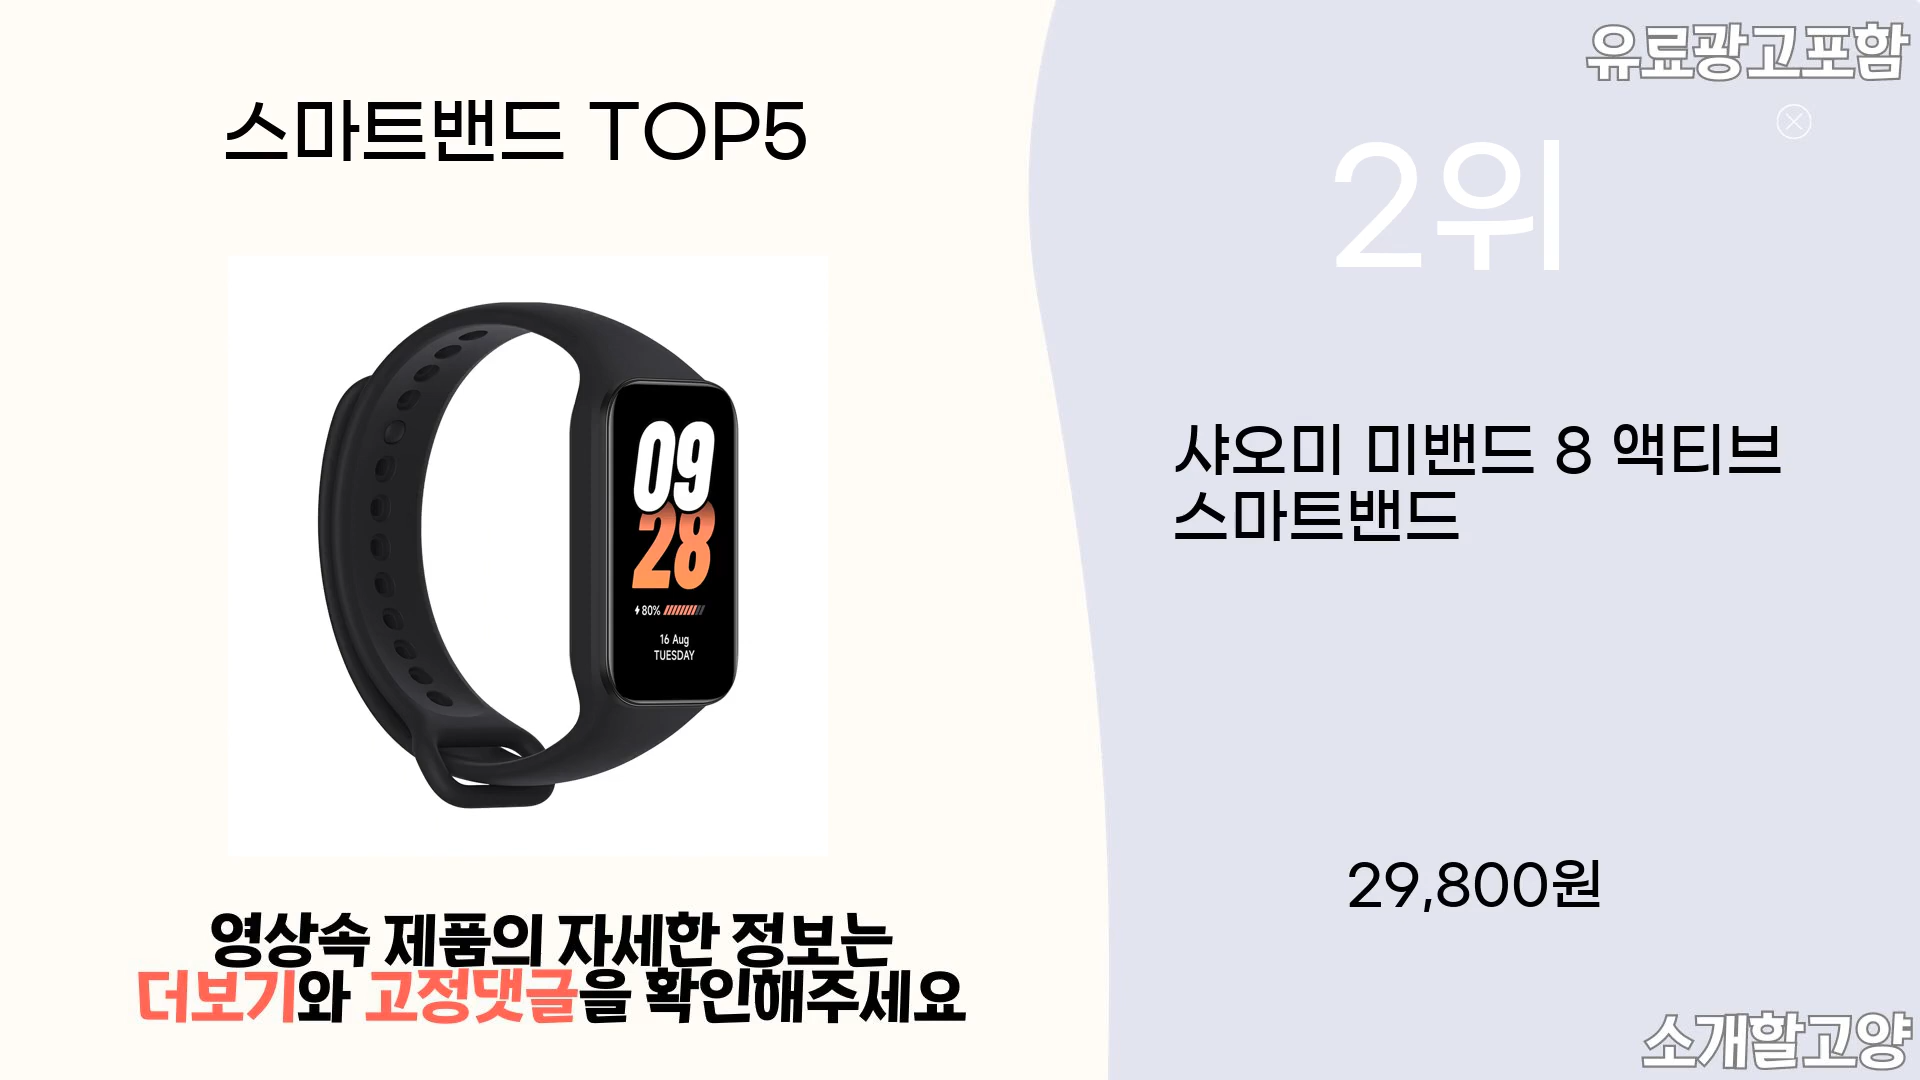 유료광고포함
스마트밴드 TOP5
2위
09
28
80%
16 Aug
TUESDAY
샤오미 미밴드 8 액티브
스마트밴드
29,800원
영상속 제품의 자세한 정보는
더보기와 고정댓글을 확인해주세요
소개할고양